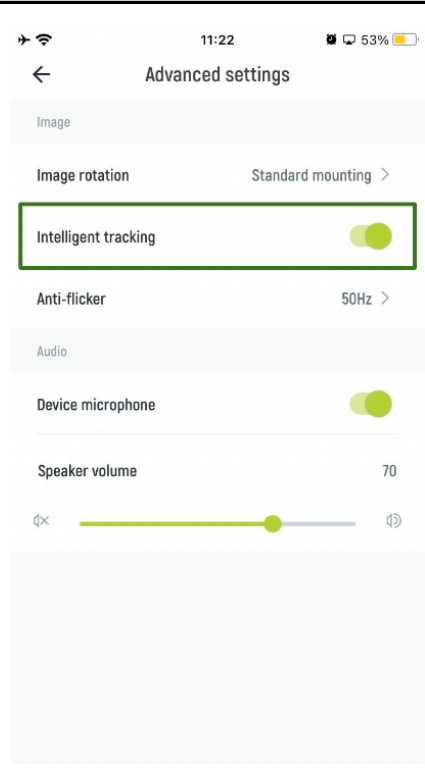 11:22 53%
Advanced settings
Image
Image rotation Standard mounting >
Intelligent tracking
Anti-flicker 50Hz >
Audio
Device microphone
Speaker volume 70